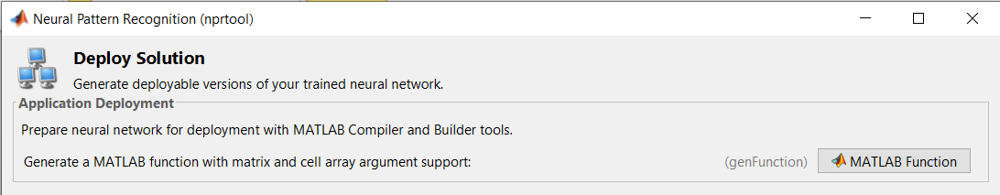 Neural Pattern Recognition (nprtool)
Deploy Solution
Generate deployable versions of your trained neural network.
Application Deployment
Prepare neural network for deployment with MATLAB Compiler and Builder tools.
Generate a MATLAB function with matrix and cell array argument support: (genFunction) MATLAB Function